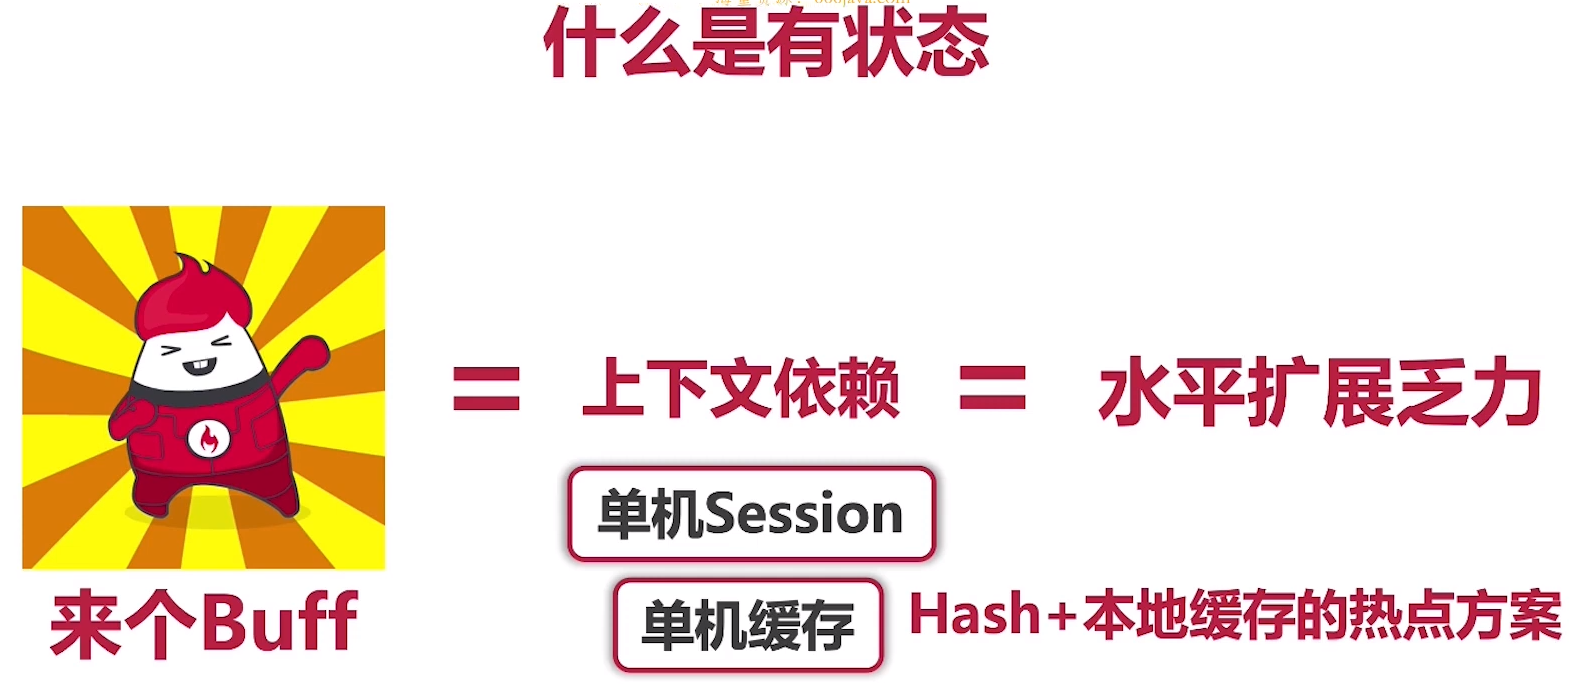 什么是有状态
= 上下文依赖 = 水平扩展乏力
单机Session
来个Buff
单机缓存
Hash+本地缓存的热点方案